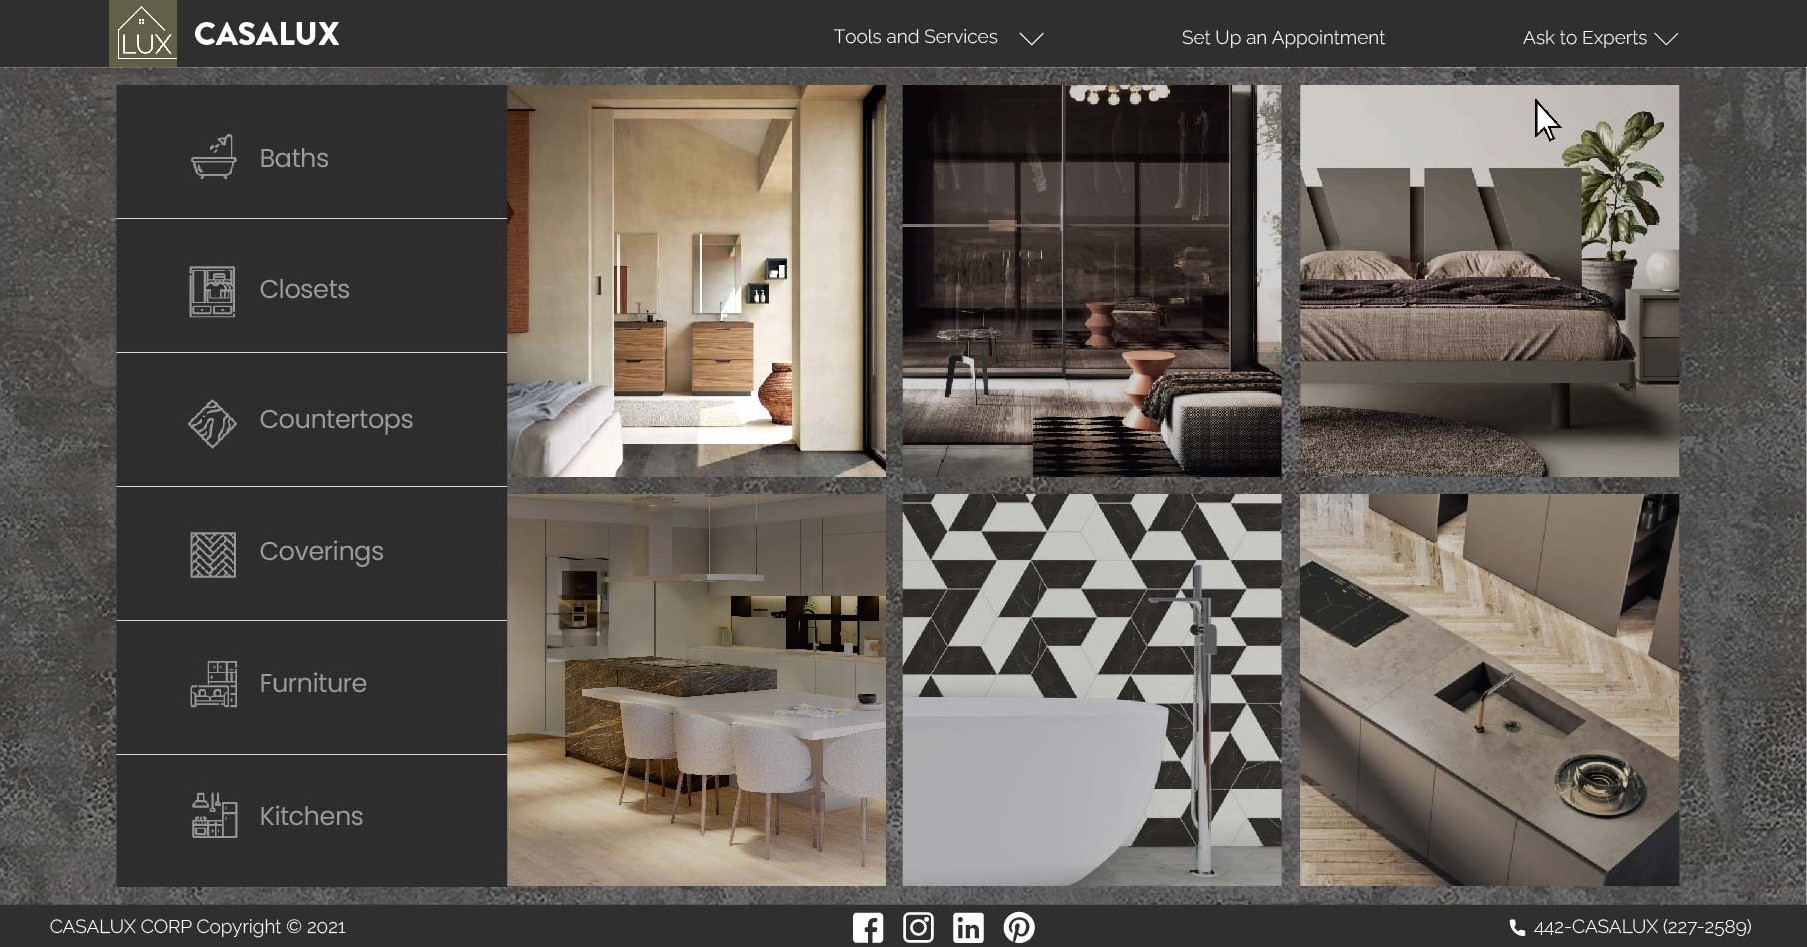 LUX
CASALUX
Tools and Services
Set Up an Appointment
Ask to Experts
Baths
Closets
Countertops
Coverings
Furniture
Kitchens
CASALUX CORP Copyright © 2021
442-CASALUX (227-2589)